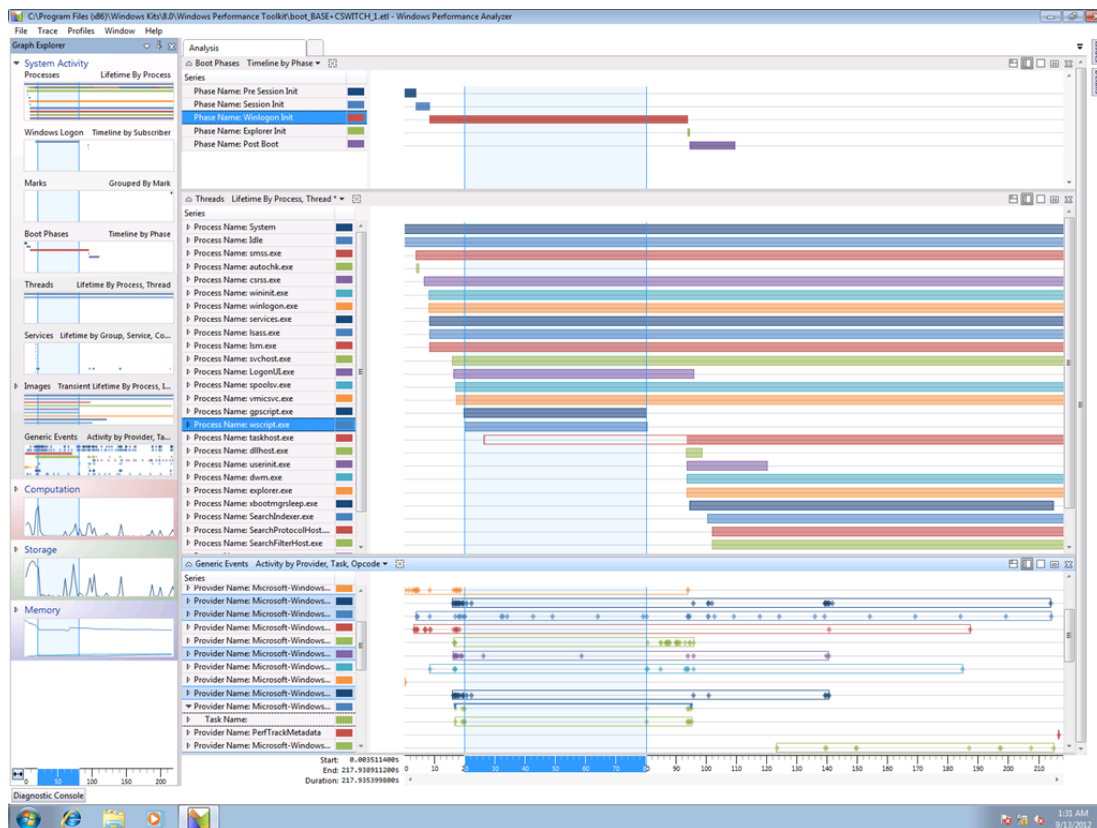 C:\Program Files (x86)\Windows Kits\8.0\Windows Performance Toolkit\boot_BASE+CSWITCH_1.etl - Windows Performance Analyzer
File Trace Profiles Window Help
Graph Explorer
System Activity
Processes Lifetime By Process
Windows Logon Timeline by Subscriber
Marks Grouped By Mark
Boot Phases Timeline by Phase
Threads Lifetime By Process, Thread
Services Lifetime by Group, Service, Co...
Images Transient Lifetime By Process, I...
Generic Events Activity by Provider, Ta...
Computation
Storage
Memory
0 50 100 150 200
Diagnostic Console
Analysis
Boot Phases Timeline by Phase
Series
Phase Name: Pre Session Init
Phase Name: Session Init
Phase Name: Winlogon Init
Phase Name: Explorer Init
Phase Name: Post Boot
Threads Lifetime By Process, Thread *
Series
Process Name: System
Process Name: Idle
Process Name: smss.exe
Process Name: autochk.exe
Process Name: csrss.exe
Process Name: wininit.exe
Process Name: winlogon.exe
Process Name: services.exe
Process Name: lsass.exe
Process Name: lsm.exe
Process Name: svchost.exe
Process Name: LogonUI.exe
Process Name: spoolsv.exe
Process Name: vmicsvc.exe
Process Name: gpscript.exe
Process Name: wscript.exe
Process Name: taskhost.exe
Process Name: dllhost.exe
Process Name: userinit.exe
Process Name: dwm.exe
Process Name: explorer.exe
Process Name: xbootmgrsleep.exe
Process Name: SearchIndexer.exe
Process Name: SearchProtocolHost....
Process Name: SearchFilterHost.exe
Generic Events Activity by Provider, Task, Opcode
Series
Provider Name: Microsoft-Windows...
Provider Name: Microsoft-Windows...
Provider Name: Microsoft-Windows...
Provider Name: Microsoft-Windows...
Provider Name: Microsoft-Windows...
Provider Name: Microsoft-Windows...
Provider Name: Microsoft-Windows...
Provider Name: Microsoft-Windows...
Provider Name: Microsoft-Windows...
Provider Name: Microsoft-Windows...
Task Name:
Provider Name: PerfTrackMetadata
Provider Name: Microsoft-Windows...
Start: 0.003511400s
End: 217.938911200s
Duration: 217.935399800s
0 10 20 30 40 50 60 70 80 90 100 110 120 130 140 150 160 170 180 190 200 210
1:31 AM
9/13/2012